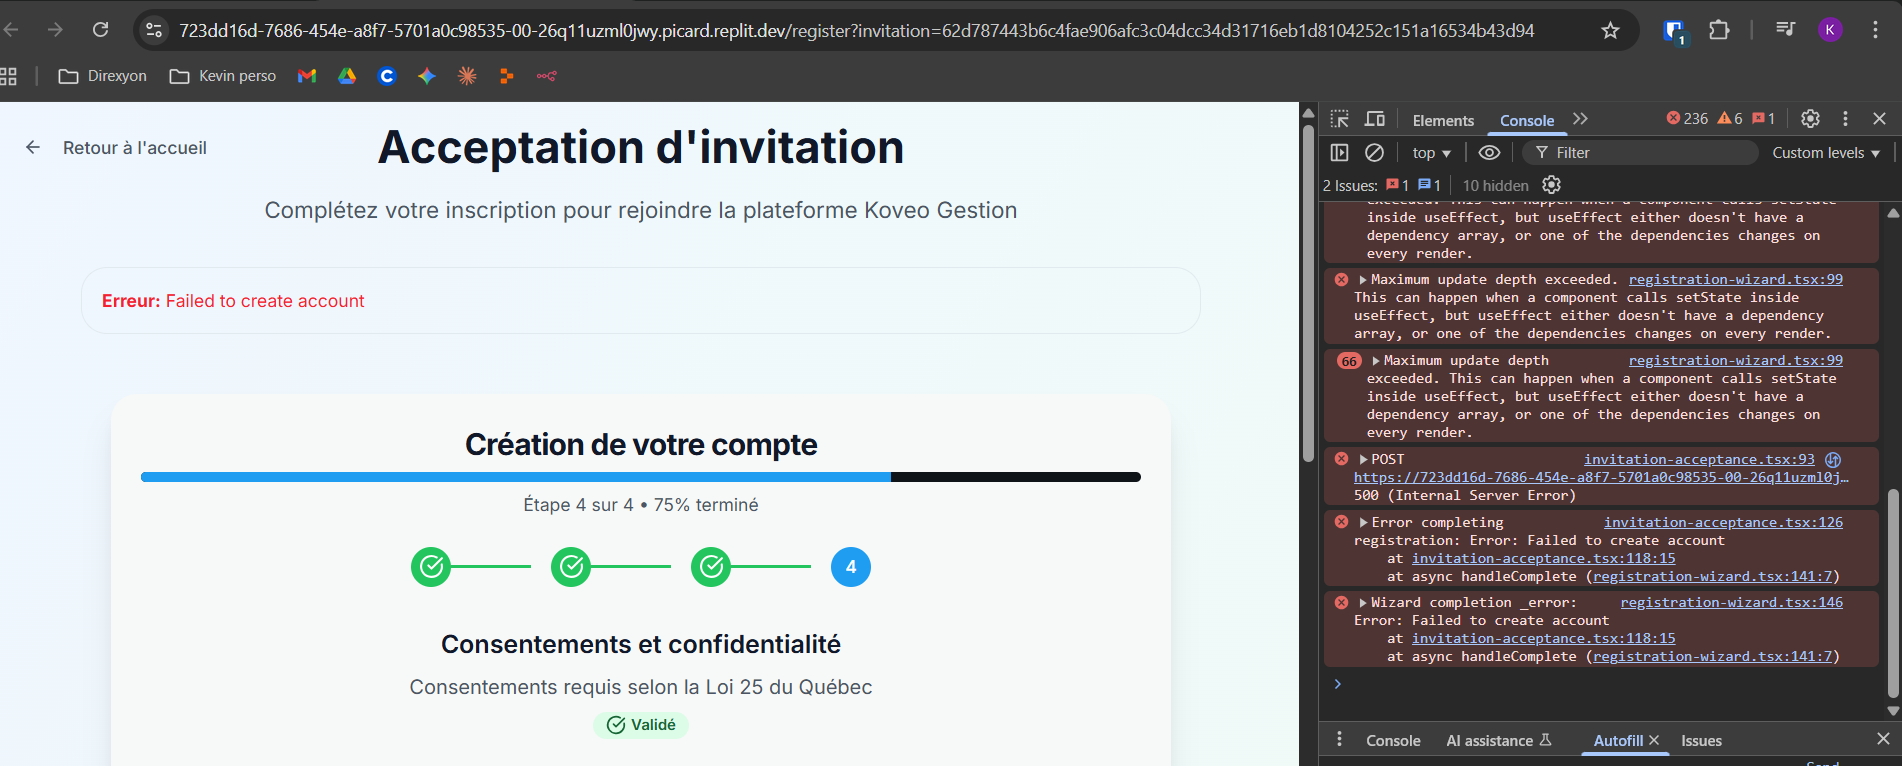 723dd16d-7686-454e-a8f7-5701a0c98535-00-26q11uzml0jwy.picard.replit.dev/register?invitation=62d787443b6c4fae906afc3c04dcc34d31716eb1d8104252c151a16534b43d94
1
K
Direxyon
Kevin perso
Retour à l'accueil
Acceptation d'invitation
Complétez votre inscription pour rejoindre la plateforme Koveo Gestion
Erreur: Failed to create account
Création de votre compte
Étape 4 sur 4 • 75% terminé
4
Consentements et confidentialité
Consentements requis selon la Loi 25 du Québec
Validé
Elements
Console
236
6
1
top
Filter
Custom levels
2 Issues:
1
1
10 hidden
inside useEffect, but useEffect either doesn't have a
dependency array, or one of the dependencies changes on
every render.
Maximum update depth exceeded. registration-wizard.tsx:99
This can happen when a component calls setState inside
useEffect, but useEffect either doesn't have a dependency
array, or one of the dependencies changes on every render.
66
Maximum update depth registration-wizard.tsx:99
exceeded. This can happen when a component calls setState
inside useEffect, but useEffect either doesn't have a
dependency array, or one of the dependencies changes on
every render.
POST invitation-acceptance.tsx:93
https://723dd16d-7686-454e-a8f7-5701a0c98535-00-26q11uzml0j…
500 (Internal Server Error)
Error completing invitation-acceptance.tsx:126
registration: Error: Failed to create account
at invitation-acceptance.tsx:118:15
at async handleComplete (registration-wizard.tsx:141:7)
Wizard completion _error: registration-wizard.tsx:146
Error: Failed to create account
at invitation-acceptance.tsx:118:15
at async handleComplete (registration-wizard.tsx:141:7)
Console
AI assistance
Autofill
Issues